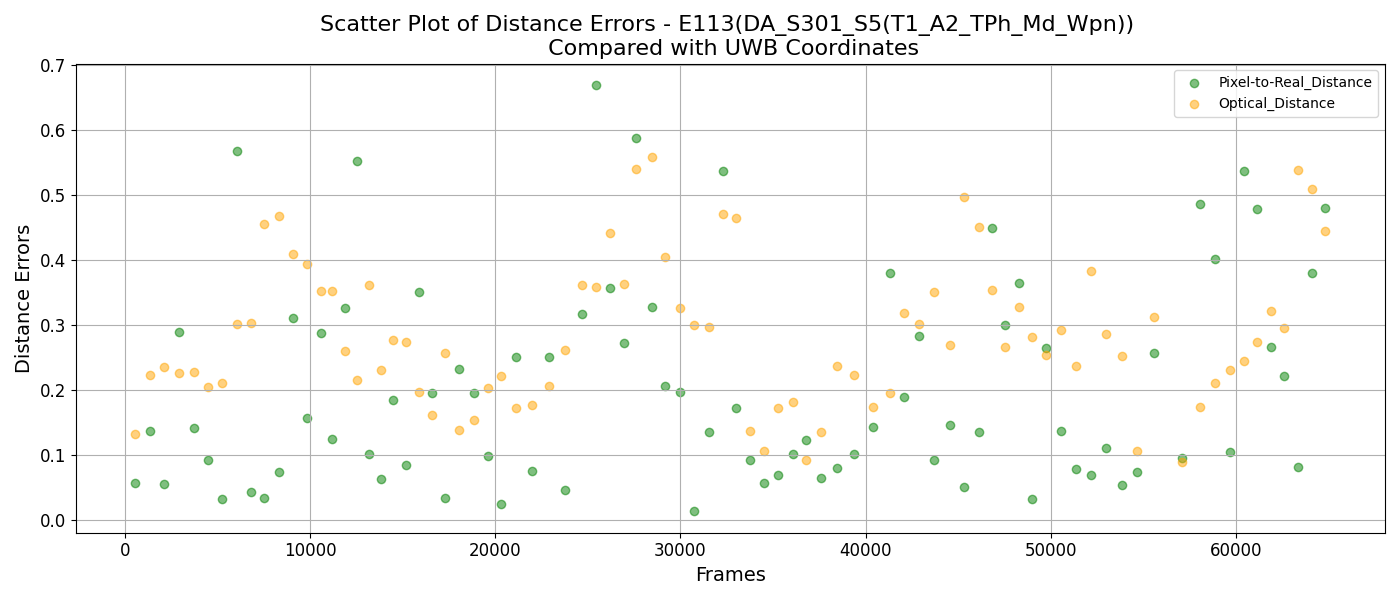 Scatter Plot of Distance Errors - E113(DA_S301_S5(T1_A2_TPh_Md_Wpn))
Compared with UWB Coordinates
Pixel-to-Real_Distance
Optical_Distance
Distance Errors
0.7
0.6
0.5
0.4
0.3
0.2
0.1
0.0
0 10000 20000 30000 40000 50000 60000
Frames